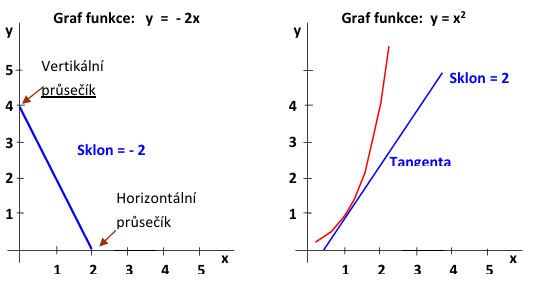 Graf funkce: y = - 2x
y
Vertikální
průsečík
5
4
3
2
1
Sklon = - 2
Horizontální
průsečík
1 2 3 4 5
x
Graf funkce: y = x²
y
5
4
3
2
1
Sklon = 2
Tangenta
1 2 3 4 5
x